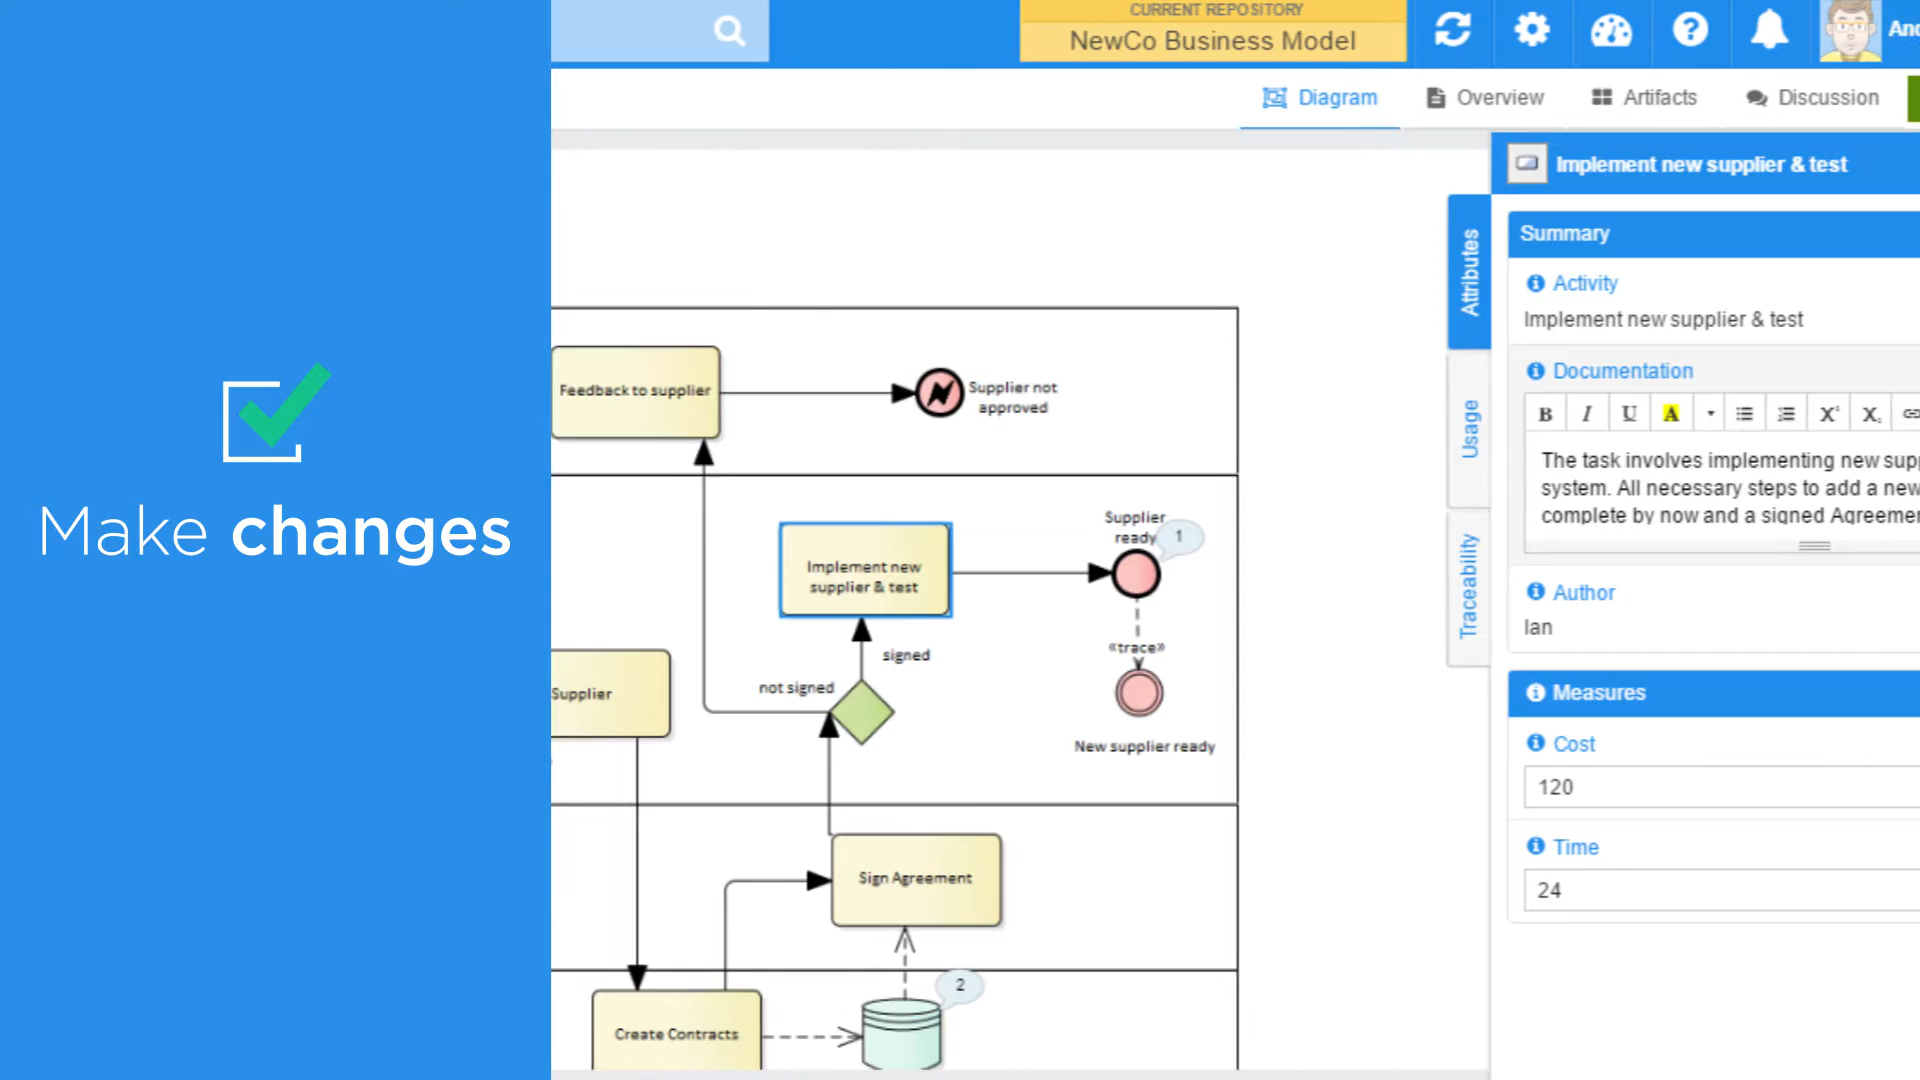 Make changes
CURRENT REPOSITORY
NewCo Business Model
Diagram
Overview
Artifacts
Discussion
Feedback to supplier
Supplier not
approved
Implement new
supplier & test
Supplier
ready
1
signed
not signed
«trace»
New supplier ready
Supplier
Sign Agreement
2
Create Contracts
Attributes
Usage
Traceability
Implement new supplier & test
Summary
Activity
Implement new supplier & test
Documentation
B I U A X² X₂
The task involves implementing new
system. All necessary steps to add a new
complete by now and a signed
Author
Ian
Measures
Cost
120
Time
24